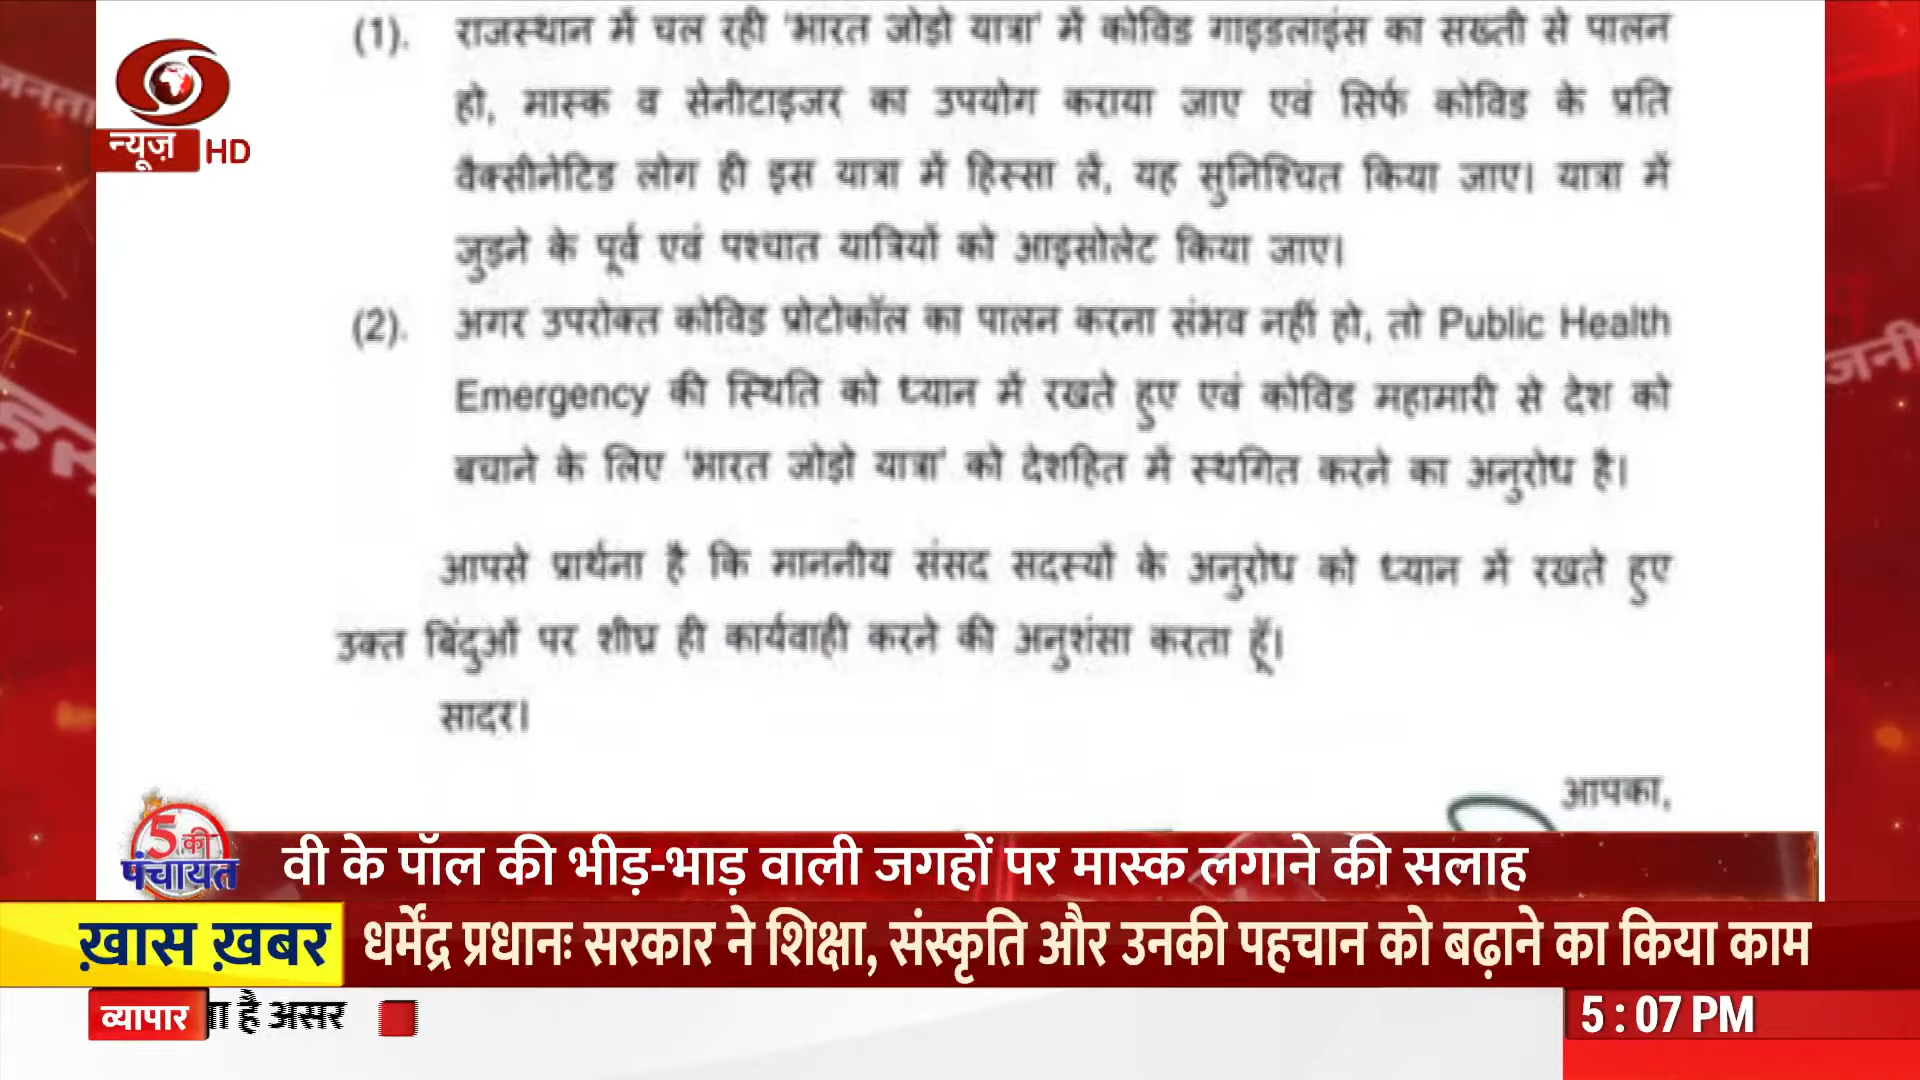 (1). राजस्थान में चल रही 'भारत जोडो यात्रा' में कोविड गाइडलाइंस का सख्ती से पालन
हो, मास्क व सेनीटाइजर का उपयोग कराया जाए एवं सिर्फ कोविड के प्रति
वैक्सीनेटिड लोग ही इस यात्रा में हिस्सा लें, यह सुनिश्चित किया जाए। यात्रा में
जुड़ने के पूर्व एवं पश्चात यात्रियों को आइसोलेट किया जाए।
(2). अगर उपरोक्त कोविड प्रोटोकॉल का पालन करना संभव नहीं हो, तो Public Health
Emergency की स्थिति को ध्यान में रखते हुए एवं कोविड महामारी से देश को
बचाने के लिए 'भारत जोडो यात्रा' को देशहित में स्थगित करने का अनुरोध है।
आपसे प्रार्थना है कि माननीय संसद सदस्यों के अनुरोध को ध्यान में रखते हुए
उक्त बिंदुओं पर शीघ्र ही कार्यवाही करने की अनुशंसा करता हूँ।
सादर।
आपका,
न्यूज़ HD
5 की
पंचायत
वी के पॉल की भीड़-भाड़ वाली जगहों पर मास्क लगाने की सलाह
ख़ास ख़बर
धर्मेंद्र प्रधानः सरकार ने शिक्षा, संस्कृति और उनकी पहचान को बढ़ाने का किया काम
व्यापार
है असर
5 : 07 PM
जनता